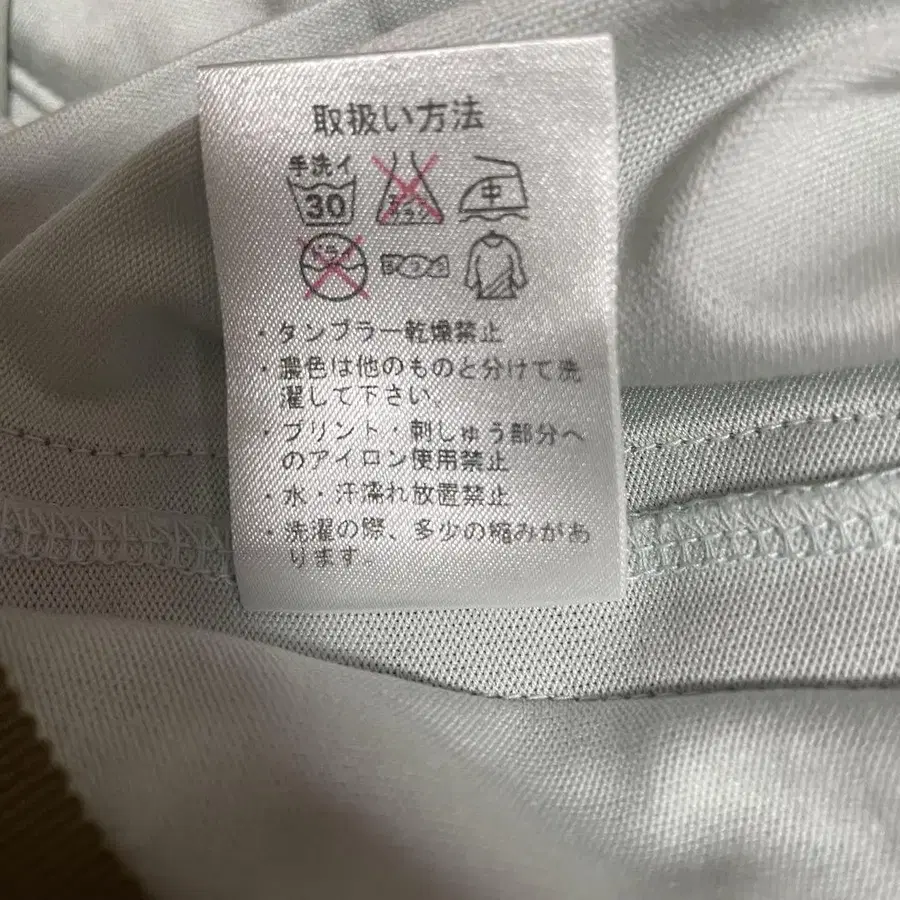 取扱い方法
手洗イ
30
中
ドライ
・タンブラー乾燥禁止
・濃色は他のものと分けて洗
濯して下さい。
・プリント・刺しゅう部分へ
のアイロン使用禁止
・水・汗濡れ放置禁止
・洗濯の際、多少の縮みがあ
ります。